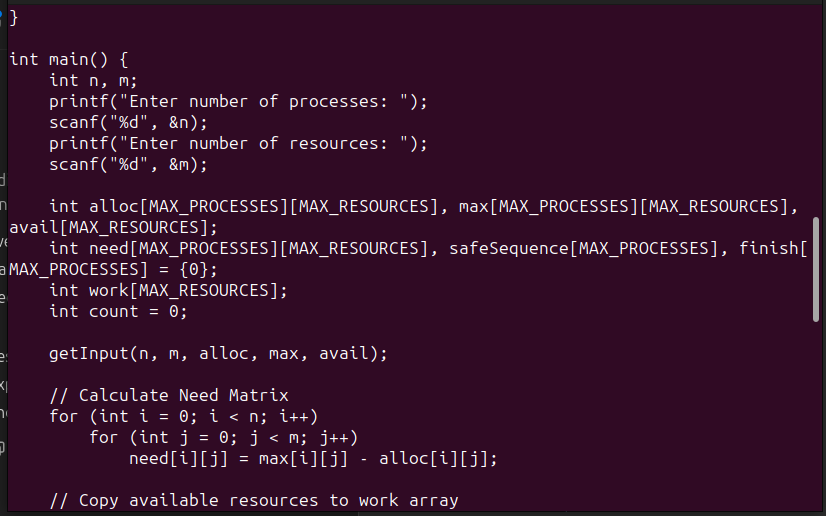 }

int main() {
    int n, m;
    printf("Enter number of processes: ");
    scanf("%d", &n);
    printf("Enter number of resources: ");
    scanf("%d", &m);

    int alloc[MAX_PROCESSES][MAX_RESOURCES], max[MAX_PROCESSES][MAX_RESOURCES],
avail[MAX_RESOURCES];
    int need[MAX_PROCESSES][MAX_RESOURCES], safeSequence[MAX_PROCESSES], finish[
MAX_PROCESSES] = {0};
    int work[MAX_RESOURCES];
    int count = 0;

    getInput(n, m, alloc, max, avail);

    // Calculate Need Matrix
    for (int i = 0; i < n; i++)
        for (int j = 0; j < m; j++)
            need[i][j] = max[i][j] - alloc[i][j];

    // Copy available resources to work array